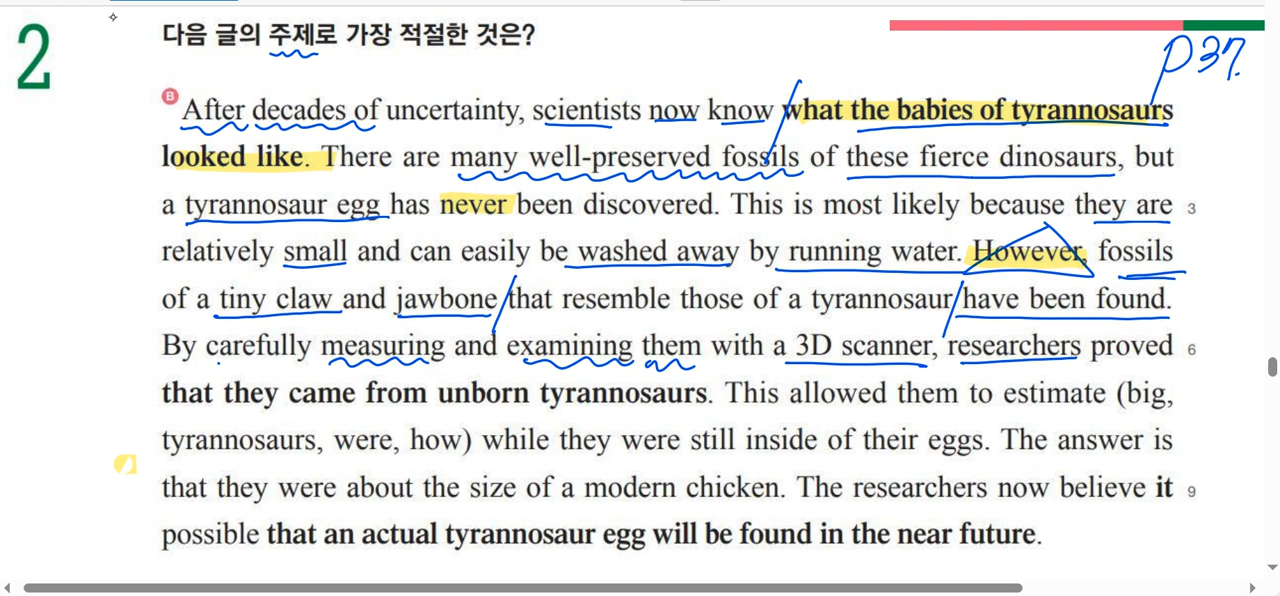 2
다음 글의 주제로 가장 적절한 것은?
p 37.
B
After decades of uncertainty, scientists now know what the babies of tyrannosaurs
looked like. There are many well-preserved fossils of these fierce dinosaurs, but
a tyrannosaur egg has never been discovered. This is most likely because they are 3
relatively small and can easily be washed away by running water. However, fossils
of a tiny claw and jawbone that resemble those of a tyrannosaur have been found.
By carefully measuring and examining them with a 3D scanner, researchers proved 6
that they came from unborn tyrannosaurs. This allowed them to estimate (big,
tyrannosaurs, were, how) while they were still inside of their eggs. The answer is
that they were about the size of a modern chicken. The researchers now believe it 9
possible that an actual tyrannosaur egg will be found in the near future.